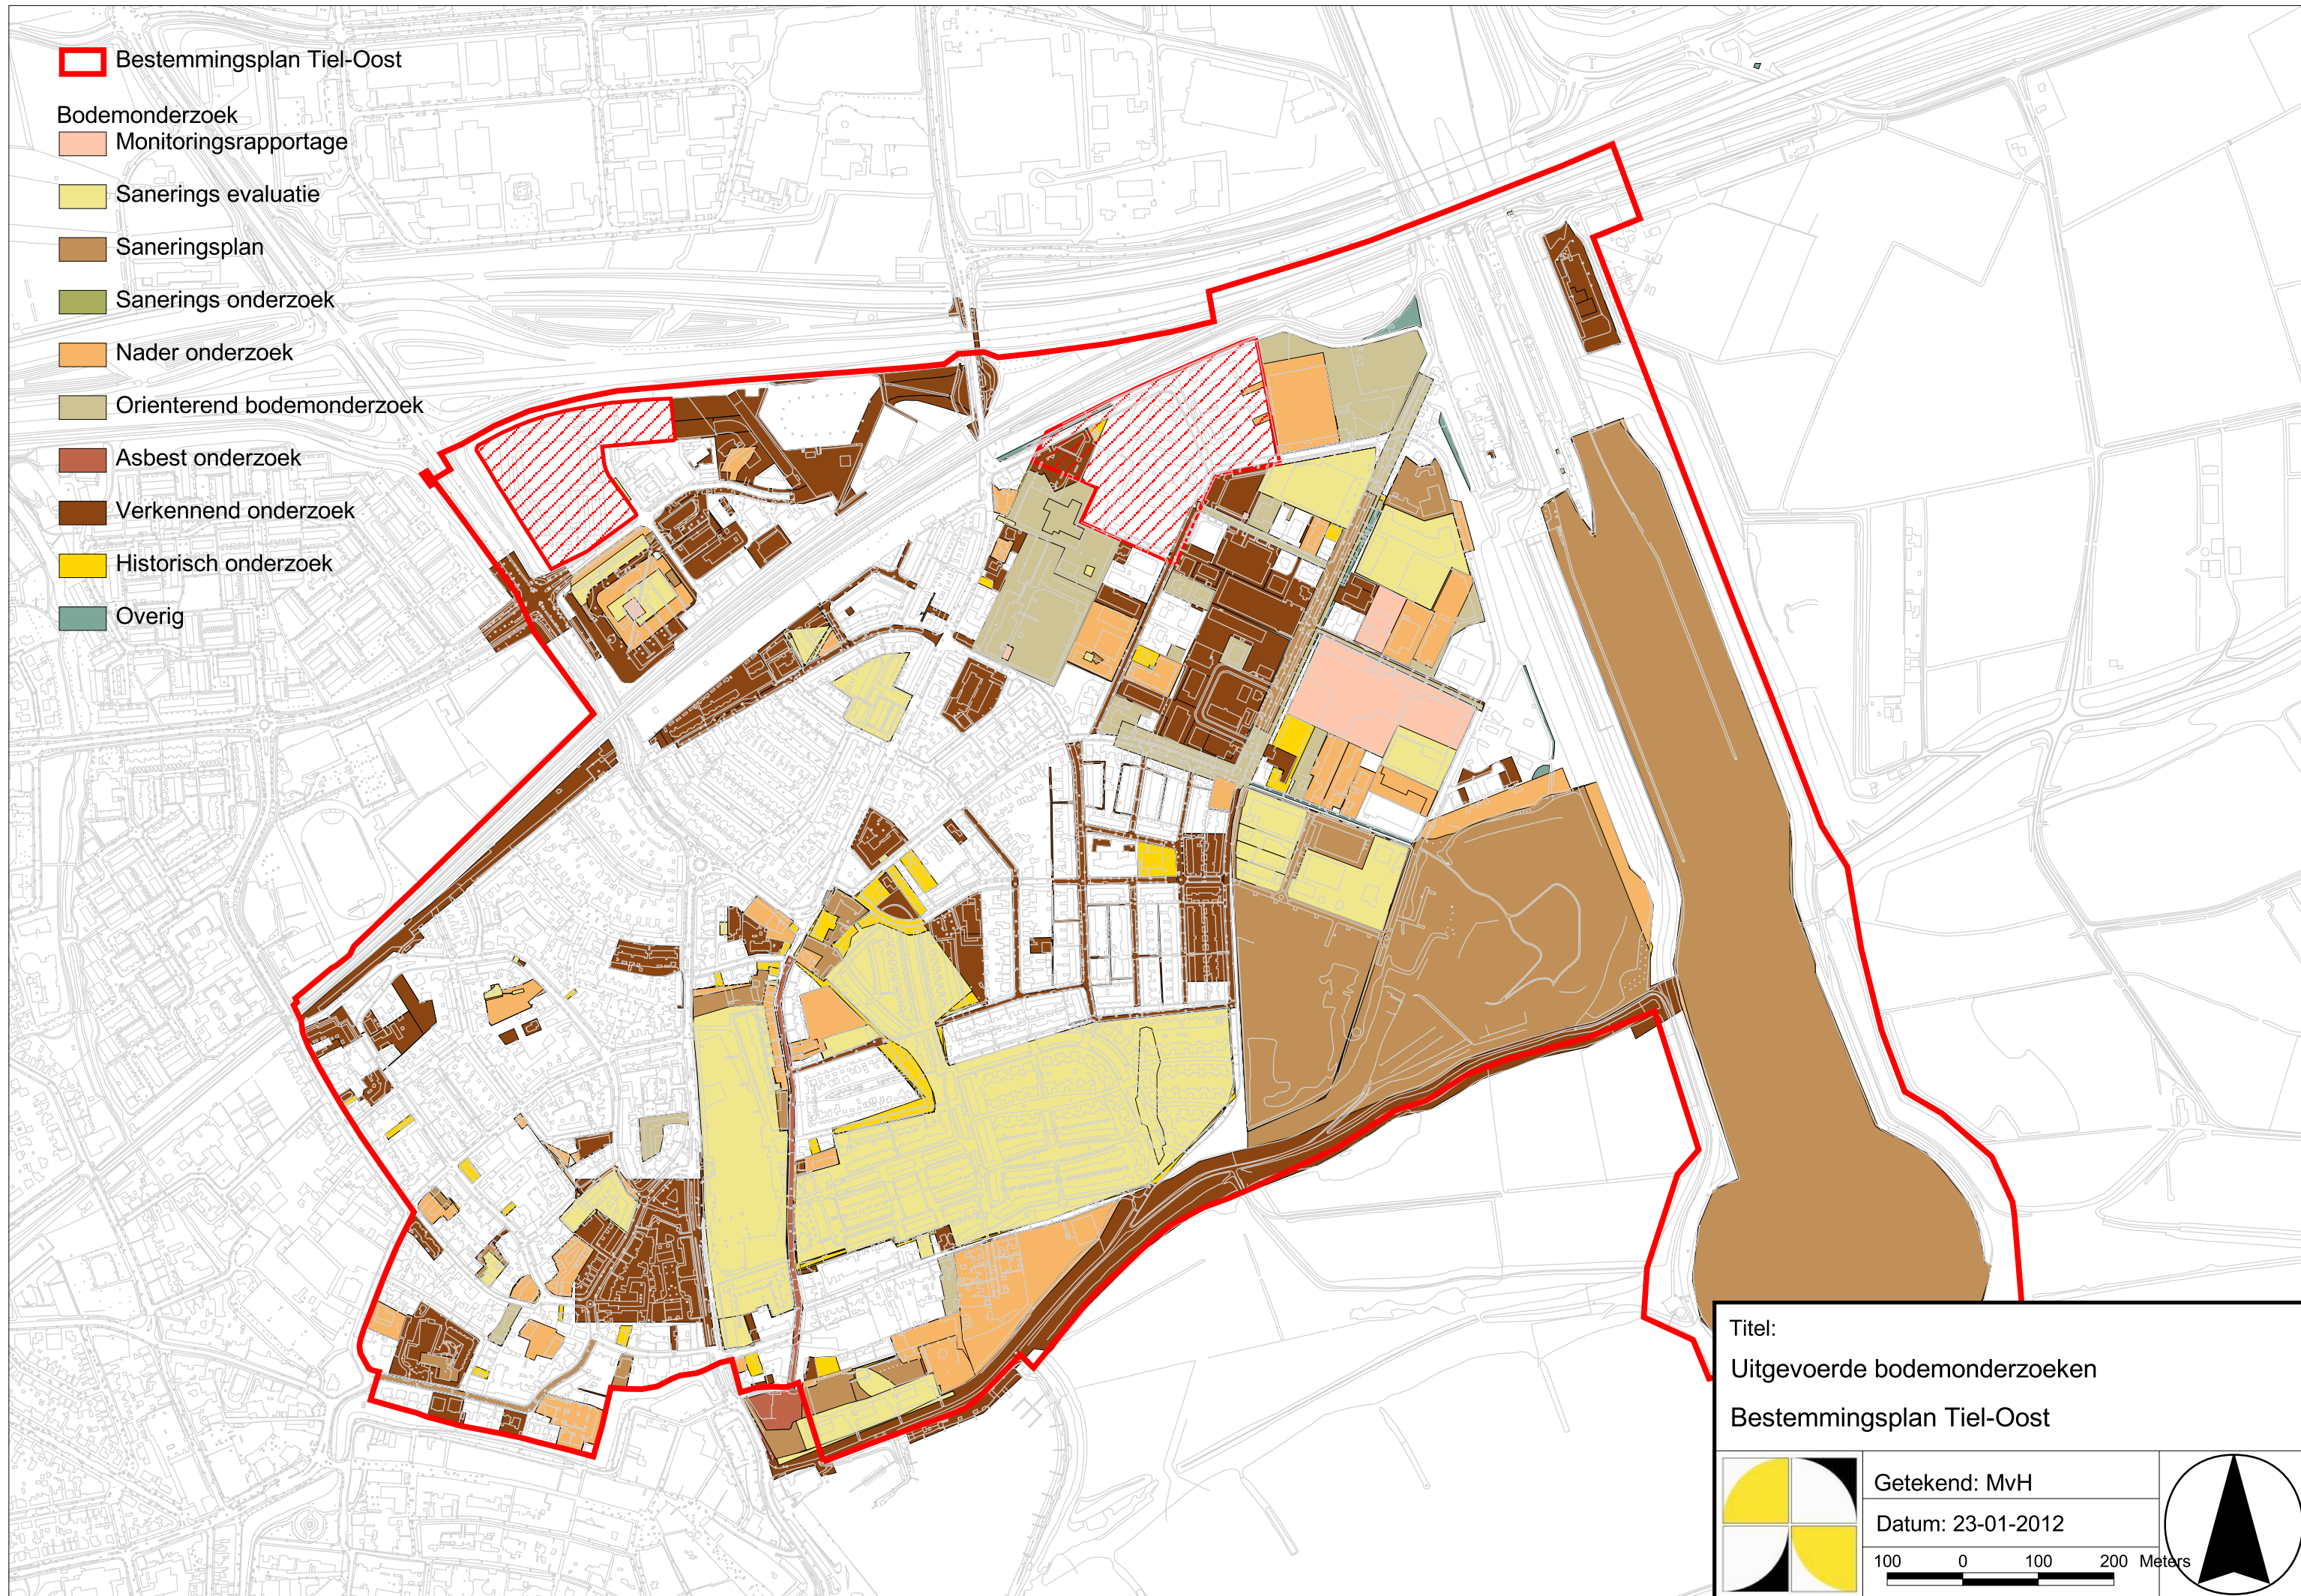 Bestemmingsplan Tiel-Oost
Bodemonderzoek
Monitoringsrapportage
Sanerings evaluatie
Saneringsplan
Sanerings onderzoek
Nader onderzoek
Orienterend bodemonderzoek
Asbest onderzoek
Verkennend onderzoek
Historisch onderzoek
Overig
Titel:
Uitgevoerde bodemonderzoeken
Bestemmingsplan Tiel-Oost
Getekend: MvH
Datum: 23-01-2012
100 0 100 200 Meters